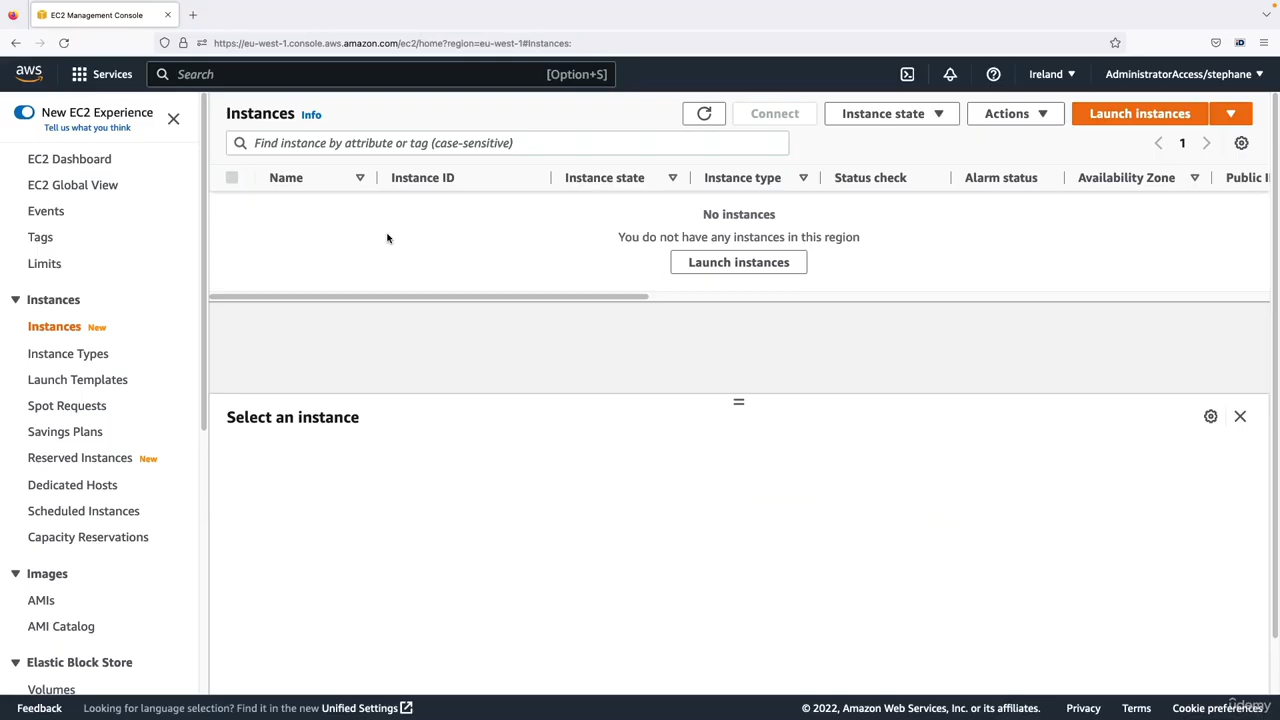 EC2 Management Console
https://eu-west-1.console.aws.amazon.com/ec2/home?region=eu-west-1#Instances:
aws
Services
Search
[Option+S]
Ireland
AdministratorAccess/stephane
New EC2 Experience
Tell us what you think
EC2 Dashboard
EC2 Global View
Events
Tags
Limits
Instances
Instances New
Instance Types
Launch Templates
Spot Requests
Savings Plans
Reserved Instances New
Dedicated Hosts
Scheduled Instances
Capacity Reservations
Images
AMIs
AMI Catalog
Elastic Block Store
Volumes
Instances Info
Connect
Instance state
Actions
Launch instances
Find instance by attribute or tag (case-sensitive)
1
Name
Instance ID
Instance state
Instance type
Status check
Alarm status
Availability Zone
Public I
No instances
You do not have any instances in this region
Launch instances
Select an instance
Feedback
Looking for language selection? Find it in the new Unified Settings
© 2022, Amazon Web Services, Inc. or its affiliates.
Privacy
Terms
Cookie preferences
udemy